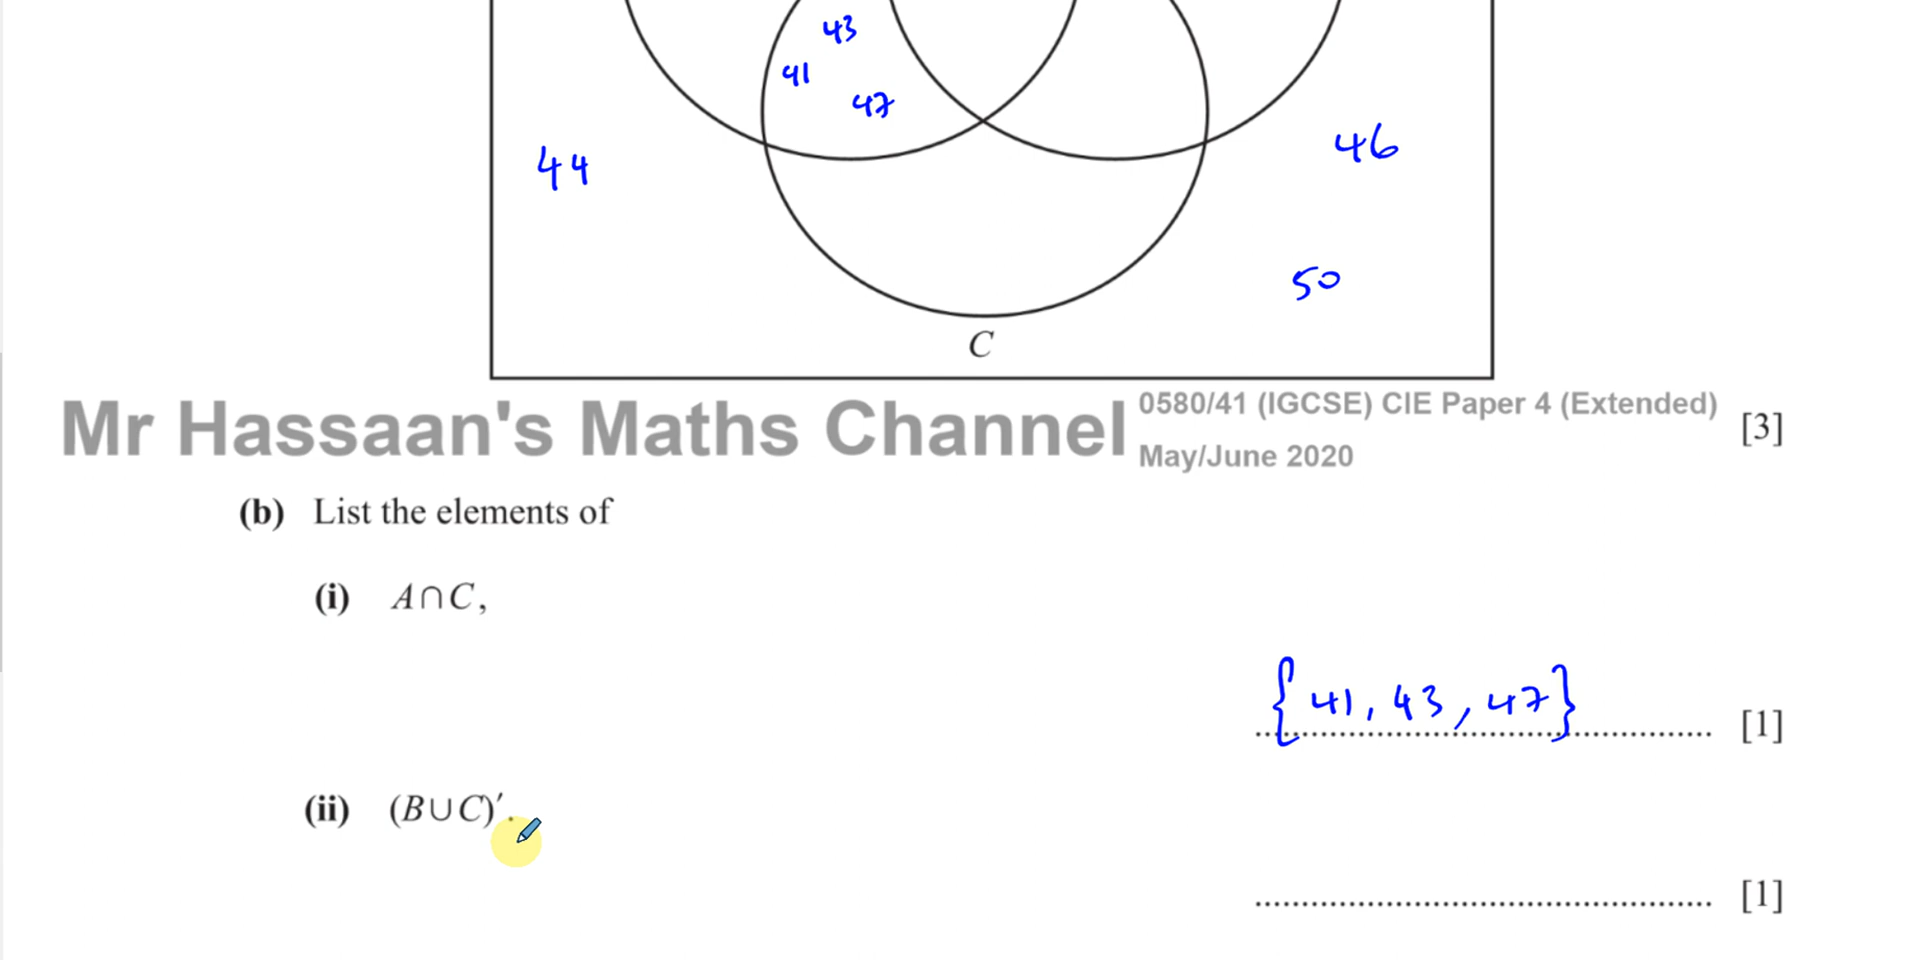 43
41
47
44
46
50
C
Mr Hassaan's Maths Channel
0580/41 (IGSCE) CIE Paper 4 (Extended)
May/June 2020
[3]
(b) List the elements of
(i) A∩C,
{41, 43, 47}
[1]
(ii) (B∪C)′.
[1]